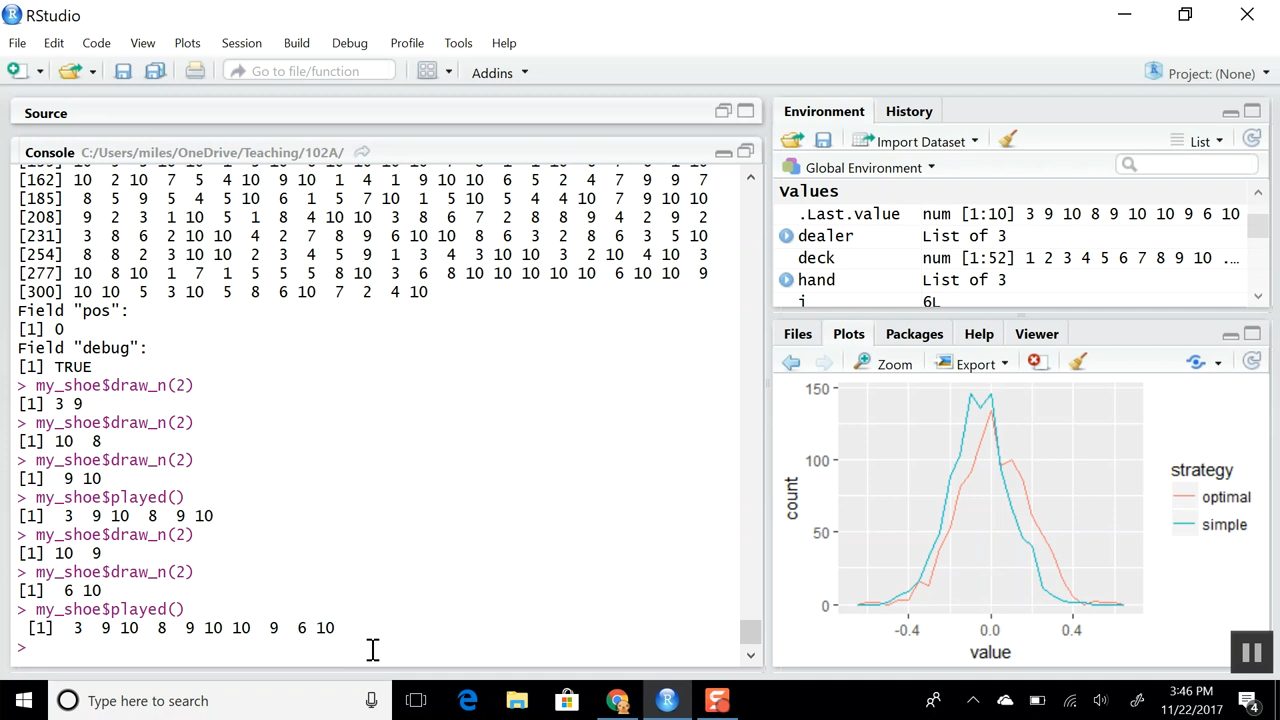 RStudio
File Edit Code View Plots Session Build Debug Profile Tools Help
Go to file/function Addins Project: (None)
Source
Console C:/Users/miles/OneDrive/Teaching/102A/
[162] 10 2 10 7 5 4 10 9 10 1 4 1 9 10 10 6 5 2 4 7 9 9 7
[185] 8 5 9 5 4 5 10 6 1 5 7 10 1 5 10 5 4 4 10 7 9 10 10
[208] 9 2 3 1 10 5 1 8 4 10 10 3 8 6 7 2 8 8 9 4 2 9 2
[231] 3 8 6 2 10 10 4 2 7 8 9 6 10 10 8 6 3 2 8 6 3 5 10
[254] 8 8 2 3 10 10 2 3 4 5 9 1 3 4 3 10 10 3 2 10 4 10 3
[277] 10 8 10 1 7 1 5 5 5 8 10 3 6 8 10 10 10 10 10 6 10 10 9
[300] 10 10 5 3 10 5 8 6 10 7 2 4 10
Field "pos":
[1] 0
Field "debug":
[1] TRUE
> my_shoe$draw_n(2)
[1] 3 9
> my_shoe$draw_n(2)
[1] 10 8
> my_shoe$draw_n(2)
[1] 9 10
> my_shoe$played()
[1] 3 9 10 8 9 10
> my_shoe$draw_n(2)
[1] 10 9
> my_shoe$draw_n(2)
[1] 6 10
> my_shoe$played()
[1] 3 9 10 8 9 10 10 9 6 10
>
Environment History
Import Dataset List
Global Environment
Values
.Last.value num [1:10] 3 9 10 8 9 10 10 9 6 10
dealer List of 3
deck num [1:52] 1 2 3 4 5 6 7 8 9 10 ...
hand List of 3
i 6L
Files Plots Packages Help Viewer
Zoom Export
150
100
50
0
count
-0.4 0.0 0.4
value
strategy
optimal
simple
Type here to search
3:46 PM
11/22/2017
4